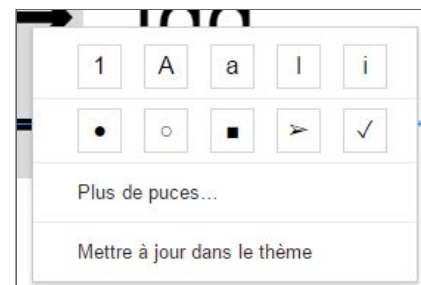 1 A a I i
● ○ ■ ➢ ✓
Plus de puces...
Mettre à jour dans le thème